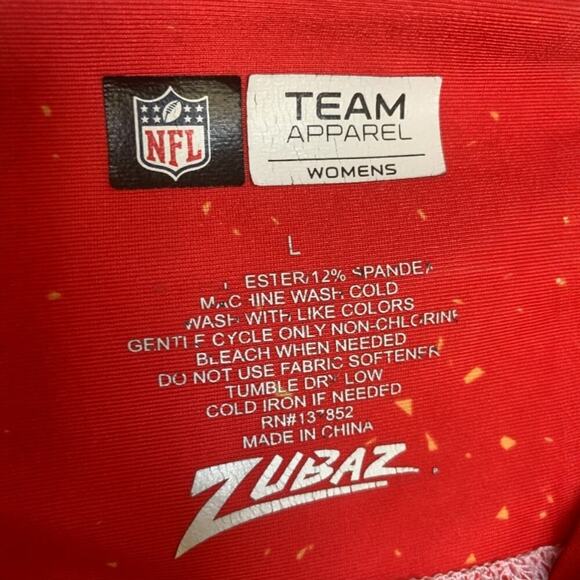 NFL
TEAM
APPAREL
WOMENS
L
ESTER/12% SPANDEX
MACHINE WASH COLD
WASH WITH LIKE COLORS
GENTLE CYCLE ONLY NON-CHLORINE
BLEACH WHEN NEEDED
DO NOT USE FABRIC SOFTENER
TUMBLE DRY LOW
COLD IRON IF NEEDED
RN#137852
MADE IN CHINA
ZUBAZ